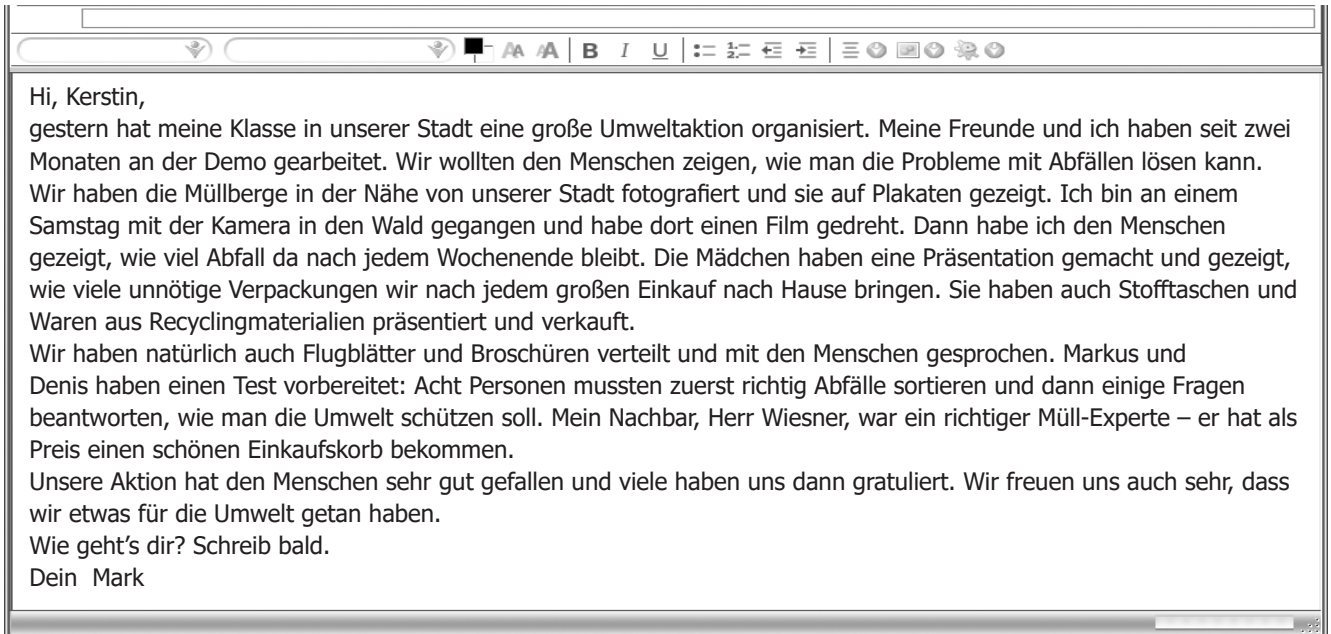 B I U
Hi, Kerstin,
gestern hat meine Klasse in unserer Stadt eine große Umweltaktion organisiert. Meine Freunde und ich haben seit zwei
Monaten an der Demo gearbeitet. Wir wollten den Menschen zeigen, wie man die Probleme mit Abfällen lösen kann.
Wir haben die Müllberge in der Nähe von unserer Stadt fotografiert und sie auf Plakaten gezeigt. Ich bin an einem
Samstag mit der Kamera in den Wald gegangen und habe dort einen Film gedreht. Dann habe ich den Menschen
gezeigt, wie viel Abfall da nach jedem Wochenende bleibt. Die Mädchen haben eine Präsentation gemacht und gezeigt,
wie viele unnötige Verpackungen wir nach jedem großen Einkauf nach Hause bringen. Sie haben auch Stofftaschen und
Waren aus Recyclingmaterialien präsentiert und verkauft.
Wir haben natürlich auch Flugblätter und Broschüren verteilt und mit den Menschen gesprochen. Markus und
Denis haben einen Test vorbereitet: Acht Personen mussten zuerst richtig Abfälle sortieren und dann einige Fragen
beantworten, wie man die Umwelt schützen soll. Mein Nachbar, Herr Wiesner, war ein richtiger Müll-Experte – er hat als
Preis einen schönen Einkaufskorb bekommen.
Unsere Aktion hat den Menschen sehr gut gefallen und viele haben uns dann gratuliert. Wir freuen uns auch sehr, dass
wir etwas für die Umwelt getan haben.
Wie geht’s dir? Schreib bald.
Dein Mark